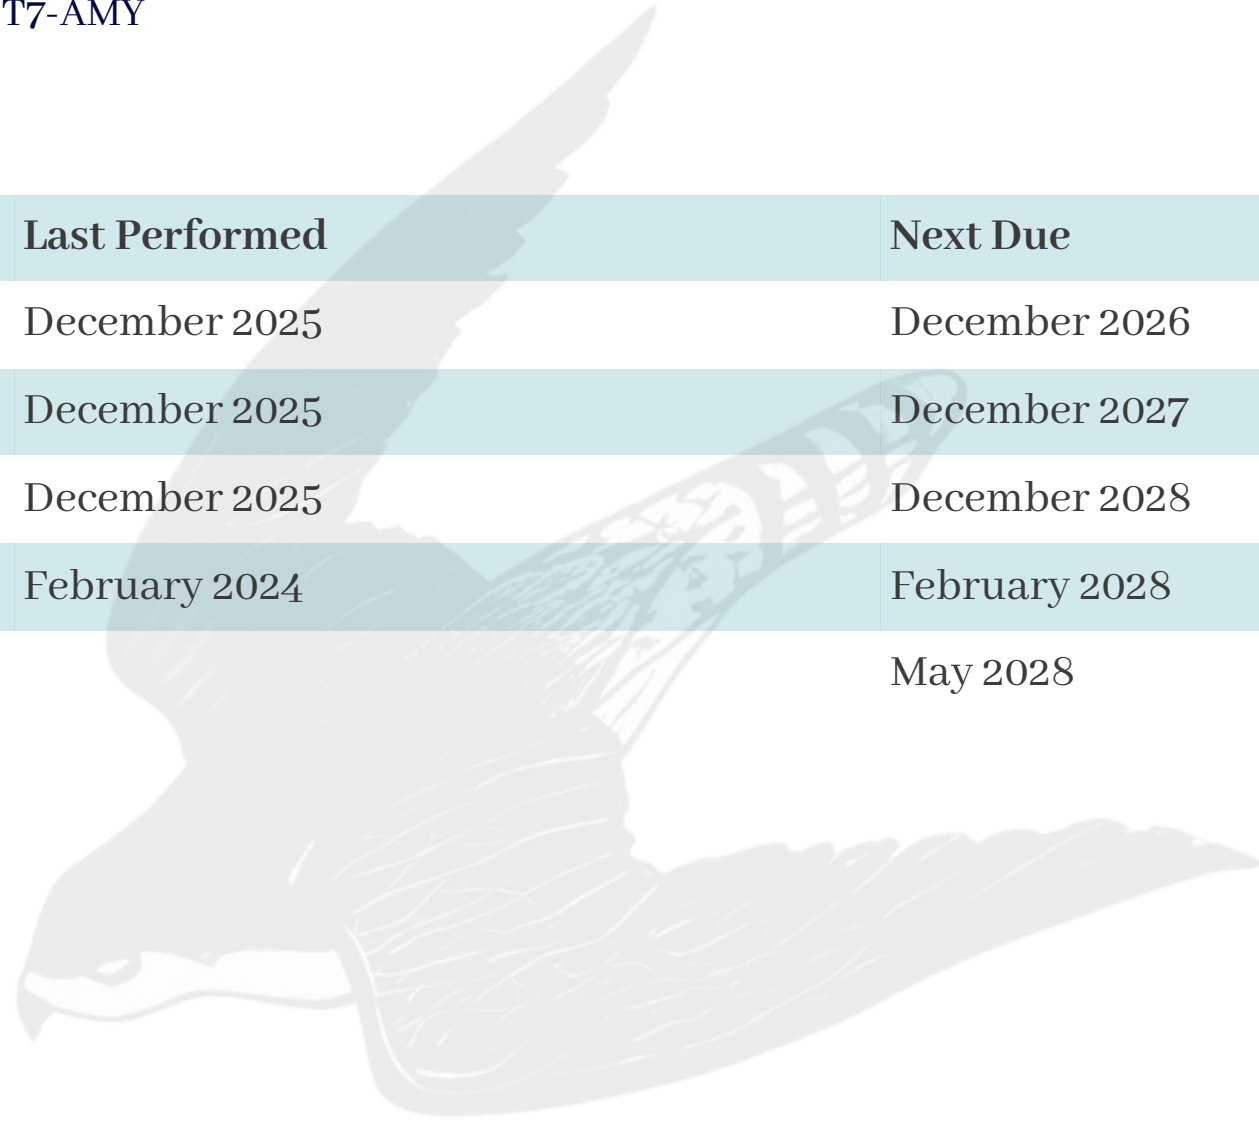 T7-AMY
Last Performed Next Due
December 2025 December 2026
December 2025 December 2027
December 2025 December 2028
February 2024 February 2028
May 2028